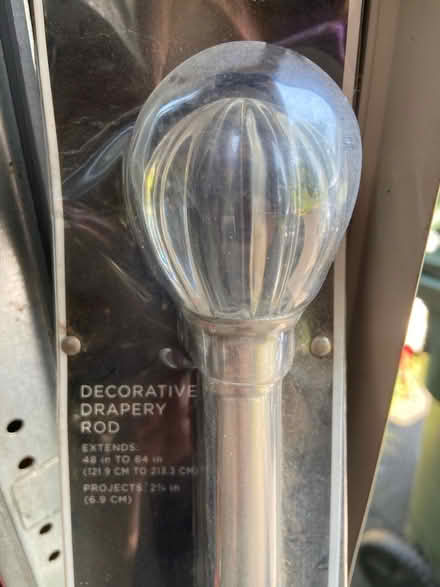 DECORATIVE
DRAPERY
ROD
EXTENDS:
48 in TO 84 in
(121.9 CM TO 213.3 CM)
PROJECTS: 2¾ in
(6.9 CM)